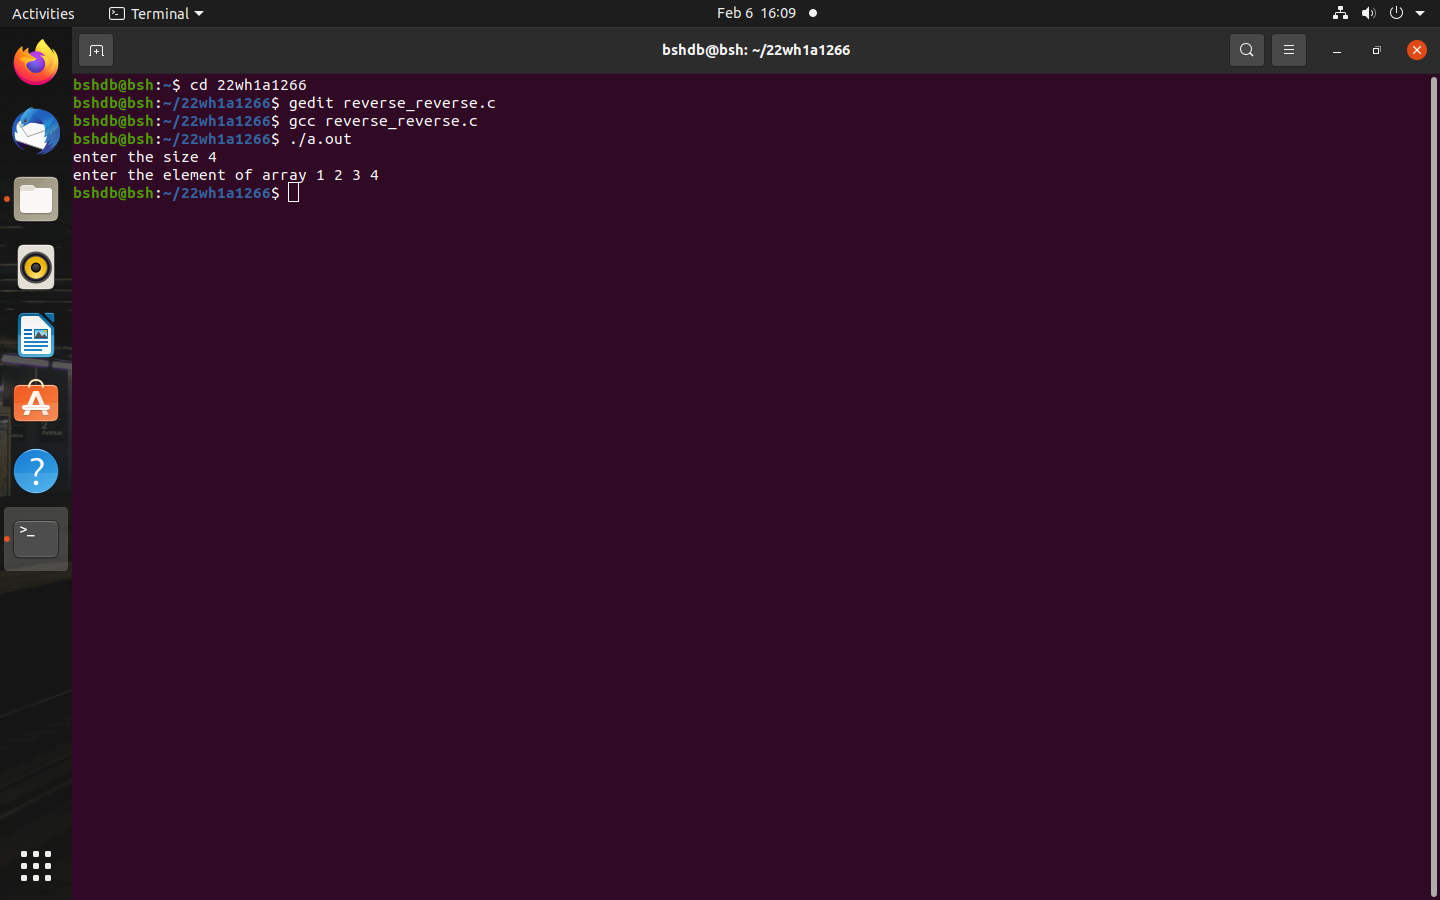 Activities Terminal Feb 6 16:09
bshdb@bsh: ~/22wh1a1266
bshdb@bsh:~$ cd 22wh1a1266
bshdb@bsh:~/22wh1a1266$ gedit reverse_reverse.c
bshdb@bsh:~/22wh1a1266$ gcc reverse_reverse.c
bshdb@bsh:~/22wh1a1266$ ./a.out
enter the size 4
enter the element of array 1 2 3 4
bshdb@bsh:~/22wh1a1266$